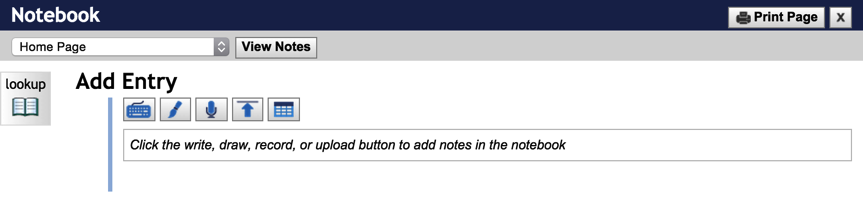 Notebook
Print Page
X
Home Page
View Notes
lookup
Add Entry
Click the write, draw, record, or upload button to add notes in the notebook